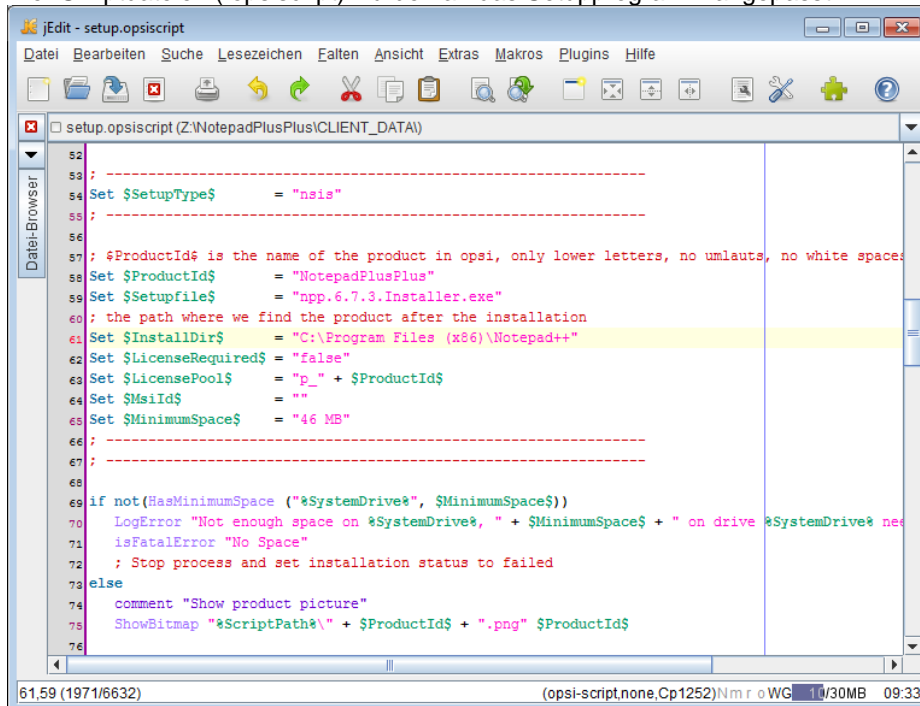 jEdit - setup.opsiscript
Datei Bearbeiten Suche Lesezeichen Falten Ansicht Extras Makros Plugins Hilfe
setup.opsiscript (Z:\NotepadPlusPlus\CLIENT_DATA\)
Datei-Browser
52
53 ; ------------------------------------------------------------
54 Set $SetupType$ = "nsis"
55 ; ------------------------------------------------------------
56
57 ; $ProductId$ is the name of the product in opsi, only lower letters, no umlauts, no white spaces
58 Set $ProductId$ = "NotepadPlusPlus"
59 Set $Setupfile$ = "npp.6.7.3.Installer.exe"
60 ; the path where we find the product after the installation
61 Set $InstallDir$ = "C:\Program Files (x86)\Notepad++"
62 Set $LicenseRequired$ = "false"
63 Set $LicensePool$ = "p_" + $ProductId$
64 Set $MsiId$ = ""
65 Set $MinimumSpace$ = "46 MB"
66 ; ------------------------------------------------------------
67 ; ------------------------------------------------------------
68
69 if not(HasMinimumSpace ("%SystemDrive%", $MinimumSpace$))
70 LogError "Not enough space on %SystemDrive%, " + $MinimumSpace$ + " on drive %SystemDrive% nee
71 isFatalError "No Space"
72 ; Stop process and set installation status to failed
73 else
74 comment "Show product picture"
75 ShowBitmap "%ScriptPath%\" + $ProductId$ + ".png" $ProductId$
76
61,59 (1971/6632) (opsi-script,none,Cp1252)N m r o WG 10/30MB 09:33